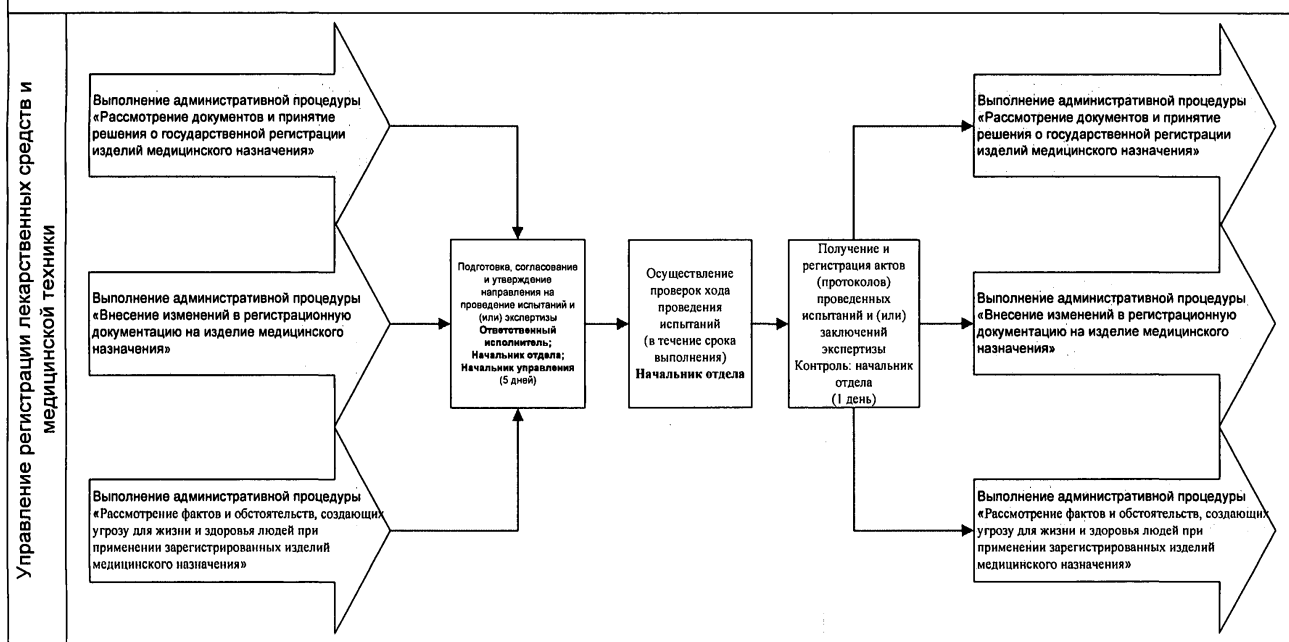 Управление регистрации лекарственных средств и
медицинской техники
Выполнение административной процедуры
«Рассмотрение документов и принятие
решения о государственной регистрации
изделий медицинского назначения»
Выполнение административной процедуры
«Внесение изменений в регистрационную
документацию на изделие медицинского
назначения»
Выполнение административной процедуры
«Рассмотрение фактов и обстоятельств, создающих
угрозу для жизни и здоровья людей при
применении зарегистрированных изделий
медицинского назначения»
Подготовка, согласование
и утверждение
направления на
проведение испытаний и
(или) экспертизы
Ответственный
исполнитель;
Начальник отдела;
Начальник управления
(5 дней)
Осуществление
проверок хода
проведения
испытаний
(в течение срока
выполнения)
Начальник отдела
Получение и
регистрация актов
(протоколов)
проведенных
испытаний и (или)
заключений
экспертизы
Контроль: начальник
отдела
(1 день)
Выполнение административной процедуры
«Рассмотрение документов и принятие
решения о государственной регистрации
изделий медицинского назначения»
Выполнение административной процедуры
«Внесение изменений в регистрационную
документацию на изделие медицинского
назначения»
Выполнение административной процедуры
«Рассмотрение фактов и обстоятельств, создающих
угрозу для жизни и здоровья людей при
применении зарегистрированных изделий
медицинского назначения»